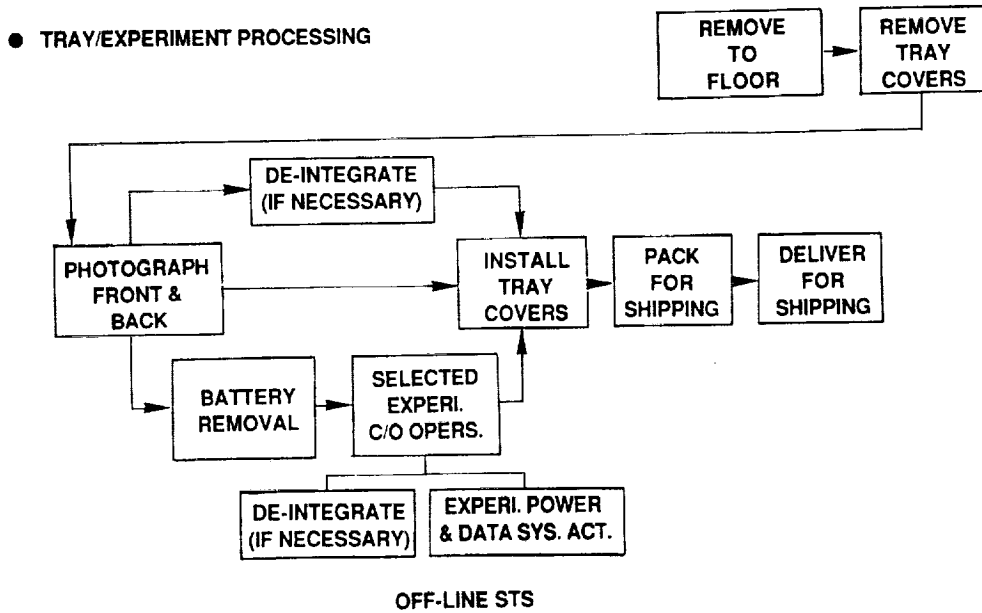 ● TRAY/EXPERIMENT PROCESSING
REMOVE
TO
FLOOR
REMOVE
TRAY
COVERS
DE-INTEGRATE
(IF NECESSARY)
PHOTOGRAPH
FRONT &
BACK
INSTALL
TRAY
COVERS
PACK
FOR
SHIPPING
DELIVER
FOR
SHIPPING
BATTERY
REMOVAL
SELECTED
EXPERI.
C/O OPERS.
DE-INTEGRATE
(IF NECESSARY)
EXPERI. POWER
& DATA SYS. ACT.
OFF-LINE STS